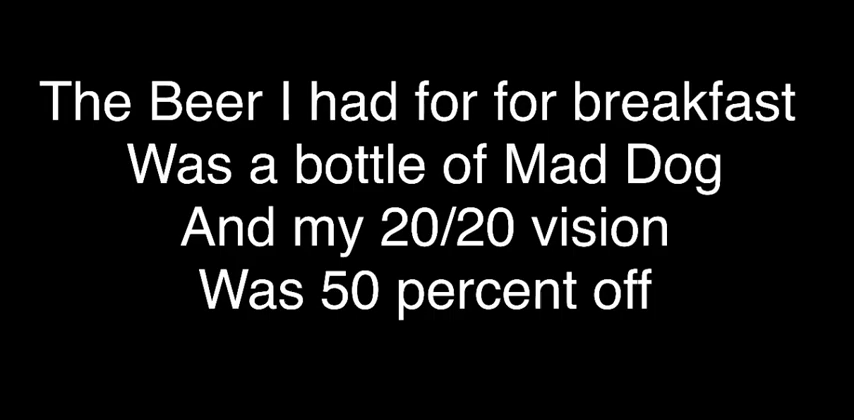 The Beer I had for for breakfast
Was a bottle of Mad Dog
And my 20/20 vision
Was 50 percent off